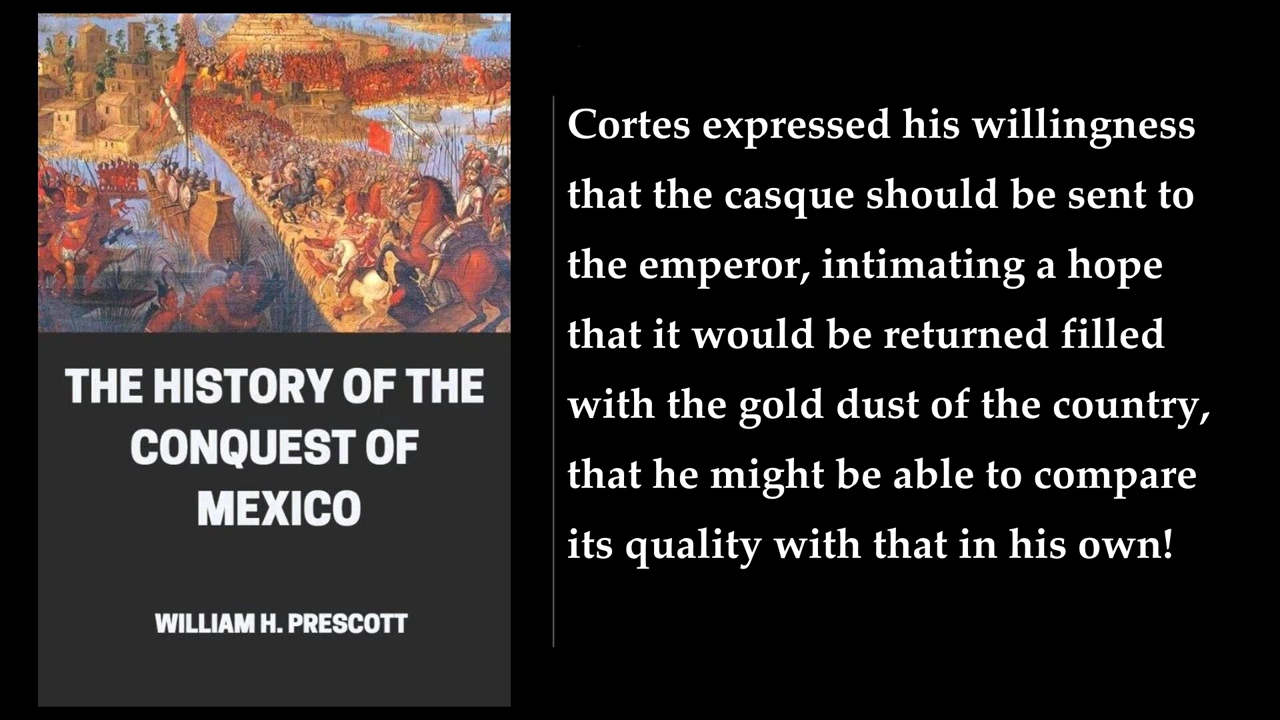 THE HISTORY OF THE
CONQUEST OF
MEXICO
WILLIAM H. PRESCOTT
Cortes expressed his willingness
that the casque should be sent to
the emperor, intimating a hope
that it would be returned filled
with the gold dust of the country,
that he might be able to compare
its quality with that in his own!